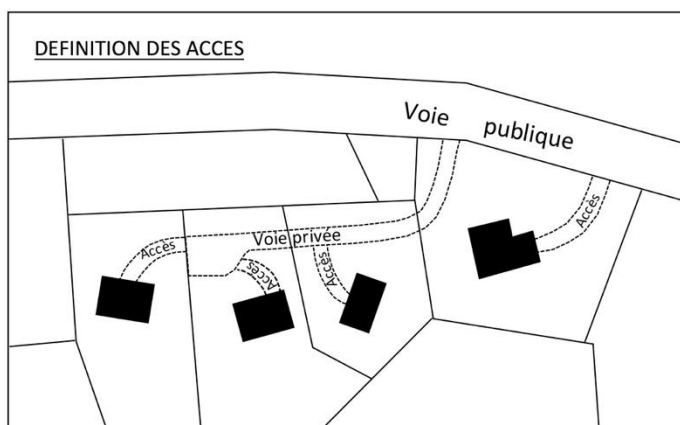 DEFINITION DES ACCES
Voie publique
Accès
Voie privée
Accès
Accès
Accès